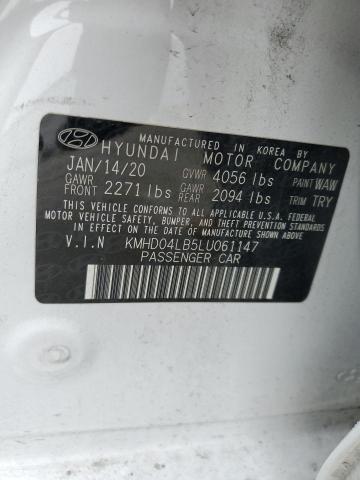 MANUFACTURED IN KOREA BY
HYUNDAI MOTOR COMPANY
JAN/14/20 GVWR 4056 lbs PAINT WAW
GAWR FRONT 2271 lbs GAWR REAR 2094 lbs TRIM TRY
THIS VEHICLE CONFORMS TO ALL APPLICABLE U.S.A. FEDERAL
MOTOR VEHICLE SAFETY, BUMPER, AND THEFT PREVENTION
STANDARDS IN EFFECT ON THE DATE OF MANUFACTURE SHOWN ABOVE.
V.I.N KMHD04LB5LU061147
PASSENGER CAR